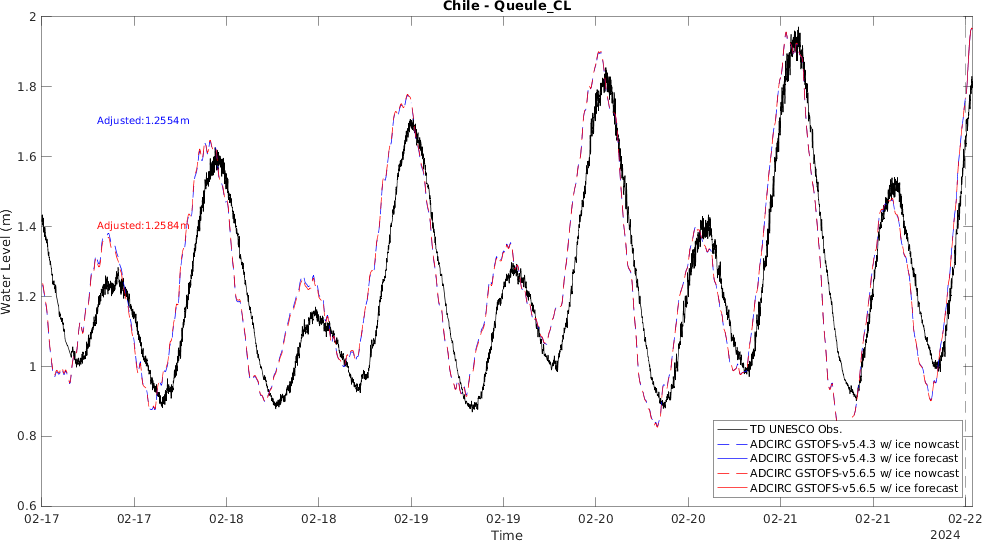 Chile - Queule_CL
2
1.8
1.6
1.4
1.2
1
0.8
0.6
Water Level (m)
Adjusted:1.2554m
Adjusted:1.2584m
TD UNESCO Obs.
ADCIRC GSTOFS-v5.4.3 w/ ice nowcast
ADCIRC GSTOFS-v5.4.3 w/ ice forecast
ADCIRC GSTOFS-v5.6.5 w/ ice nowcast
ADCIRC GSTOFS-v5.6.5 w/ ice forecast
02-17 02-17 02-18 02-18 02-19 02-19 02-20 02-20 02-21 02-21 02-22
2024
Time